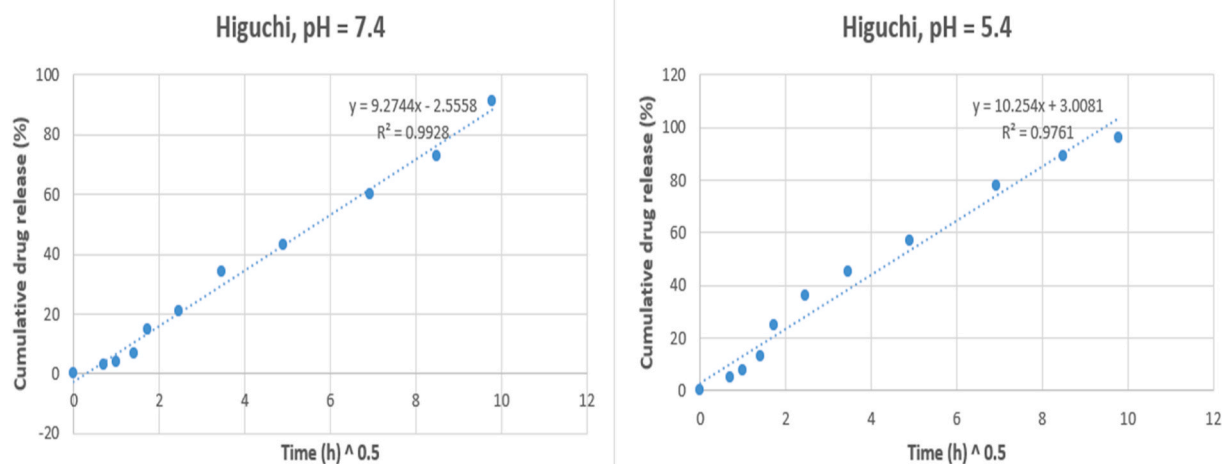 Higuchi, pH = 7.4
Cumulative drug release (%)
100
80
60
40
20
0
-20
y = 9.2744x - 2.5558
R² = 0.9928
0 2 4 6 8 10 12
Time (h) ^ 0.5
Higuchi, pH = 5.4
Cumulative drug release (%)
120
100
80
60
40
20
0
y = 10.254x + 3.0081
R² = 0.9761
0 2 4 6 8 10 12
Time (h) ^ 0.5